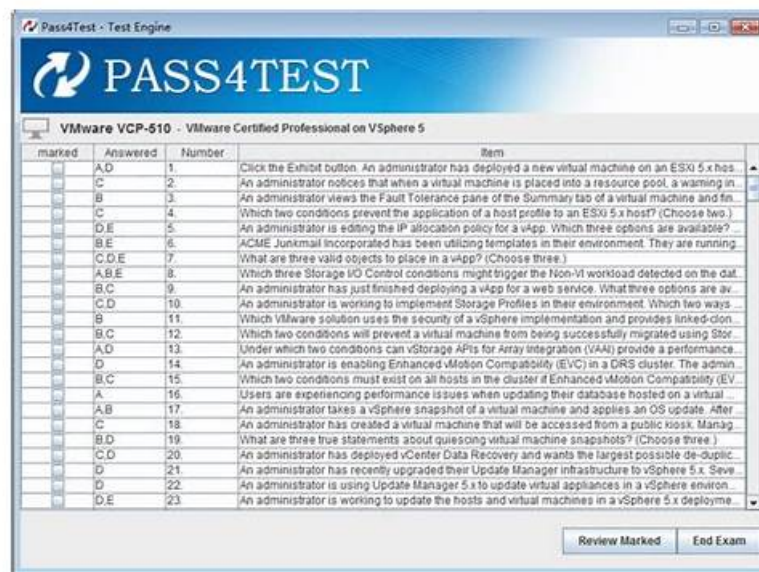 Pass4Test - Test Engine
PASS4TEST
VMware VCP-510 - VMware Certified Professional on VSphere 5
marked Answered Number Item
A,D 1. Click the Exhibit button. An administrator has deployed a new virtual machine on an ESXi 5.x hos...
C 2. An administrator notices that when a virtual machine is placed into a resource pool, a warning in...
B 3. An administrator views the Fault Tolerance pane of the Summary tab of a virtual machine and fin...
C 4. Which two conditions prevent the application of a host profile to an ESXi 5.x host? (Choose two.)
D,E 5. An administrator is editing the IP allocation policy for a vApp. Which three options are available? ...
B,E 6. ACME Junkmail Incorporated has been utilizing templates in their environment. They are running...
C,D,E 7. What are three valid objects to place in a vApp? (Choose three.)
A,B,E 8. Which three Storage I/O Control conditions might trigger the Non-VI workload detected on the dat...
B,C 9. An administrator has just finished deploying a vApp for a web service. What three options are av...
C,D 10. An administrator is working to implement Storage Profiles in their environment. Which two ways ...
B 11. Which VMware solution uses the security of a vSphere implementation and provides linked-clon...
B,C 12. Which two conditions will prevent a virtual machine from being successfully migrated using Stor...
A,D 13. Under which two conditions can vStorage APIs for Array Integration (VAAI) provide a performance...
D 14. An administrator is enabling Enhanced vMotion Compatibility (EVC) in a DRS cluster. The admin...
B,C 15. Which two conditions must exist on all hosts in the cluster if Enhanced vMotion Compatibility (EV...
A 16. Users are experiencing performance issues when updating their database hosted on a virtual ...
A,B 17. An administrator takes a vSphere snapshot of a virtual machine and applies an OS update. After ...
C 18. An administrator has created a virtual machine that will be accessed from a public kiosk. Manag...
B,D 19. What are three true statements about quiescing virtual machine snapshots? (Choose three.)
C,D 20. An administrator has deployed vCenter Data Recovery and wants the largest possible de-duplic...
D 21. An administrator has recently upgraded their Update Manager infrastructure to vSphere 5.x. Seve...
D 22. An administrator is using Update Manager 5.x to update virtual appliances in a vSphere environ...
D,E 23. An administrator is working to update the hosts and virtual machines in a vSphere 5.x deployme...
Review Marked End Exam